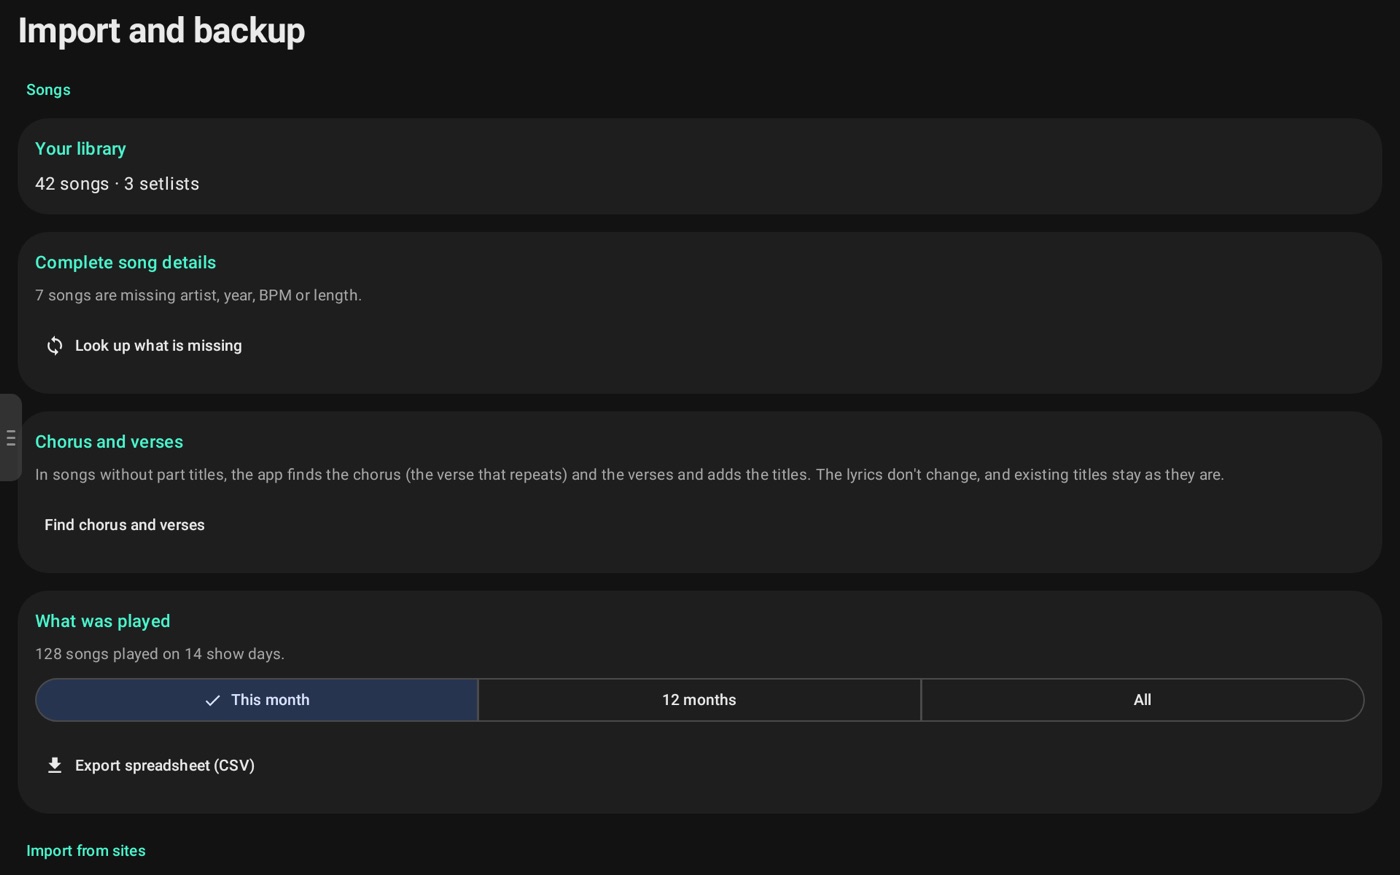 Import and backup
Songs
Your library
42 songs · 3 setlists
Complete song details
7 songs are missing artist, year, BPM or length.
Look up what is missing
Chorus and verses
In songs without part titles, the app finds the chorus (the verse that repeats) and the verses and adds the titles. The lyrics don't change, and existing titles stay as they are.
Find chorus and verses
What was played
128 songs played on 14 show days.
This month
12 months
All
Export spreadsheet (CSV)
Import from sites